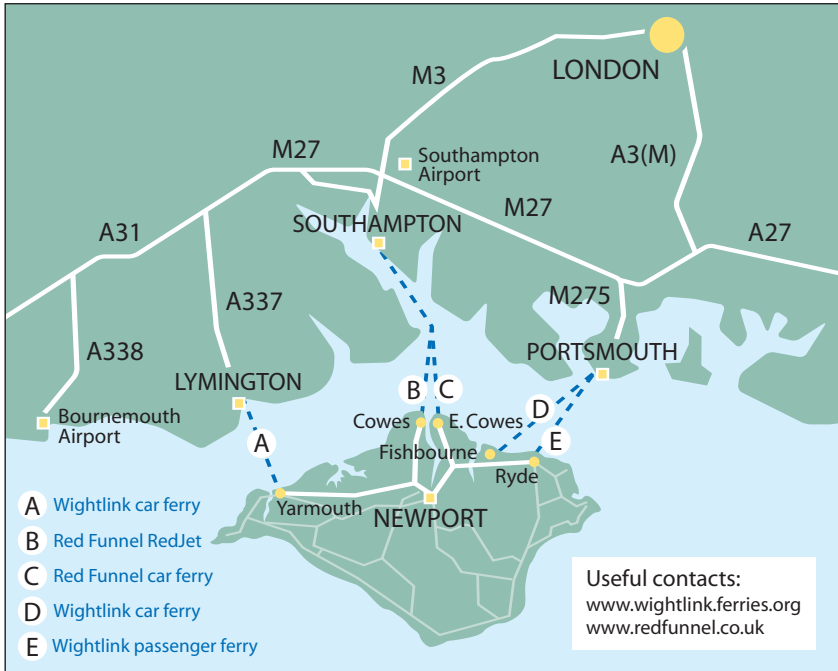 LONDON
M3
A3(M)
Southampton
Airport
M27
M27
SOUTHAMPTON
A31
A27
A337
M275
A338
PORTSMOUTH
LYMINGTON
Bournemouth
Airport
B
C
D
Cowes
E. Cowes
A
E
Fishbourne
Ryde
Yarmouth
NEWPORT
A Wightlink car ferry
B Red Funnel RedJet
C Red Funnel car ferry
D Wightlink car ferry
E Wightlink passenger ferry
Useful contacts:
www.wightlink.ferries.org
www.redfunnel.co.uk